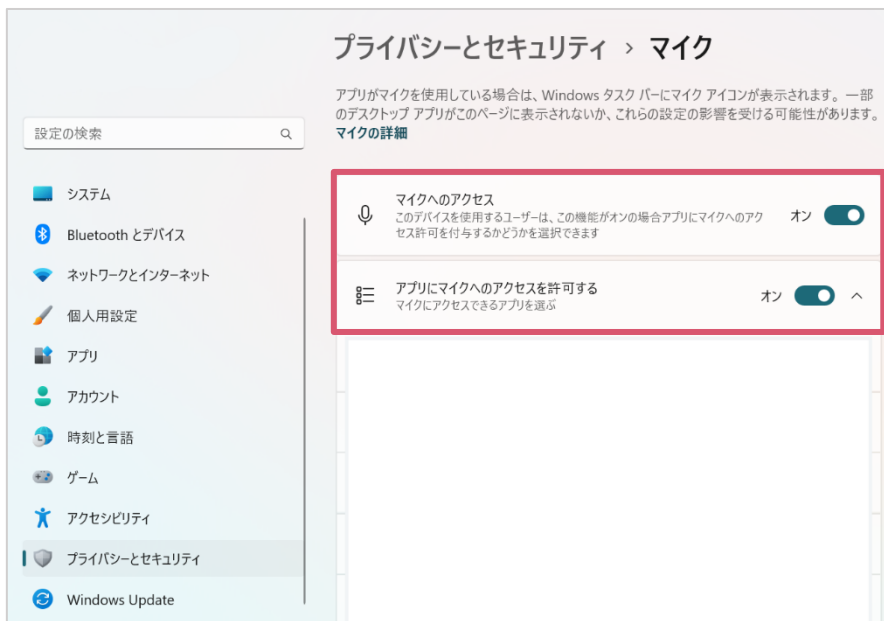 プライバシーとセキュリティ › マイク
アプリがマイクを使用している場合は、Windows タスク バーにマイク アイコンが表示されます。一部
のデスクトップ アプリがこのページに表示されないか、これらの設定の影響を受ける可能性があります。
マイクの詳細
設定の検索
システム
Bluetooth とデバイス
ネットワークとインターネット
個人用設定
アプリ
アカウント
時刻と言語
ゲーム
アクセシビリティ
プライバシーとセキュリティ
Windows Update
マイクへのアクセス
このデバイスを使用するユーザーは、この機能がオンの場合アプリにマイクへのアク
セス許可を付与するかどうかを選択できます
オン
アプリにマイクへのアクセスを許可する
マイクにアクセスできるアプリを選ぶ
オン